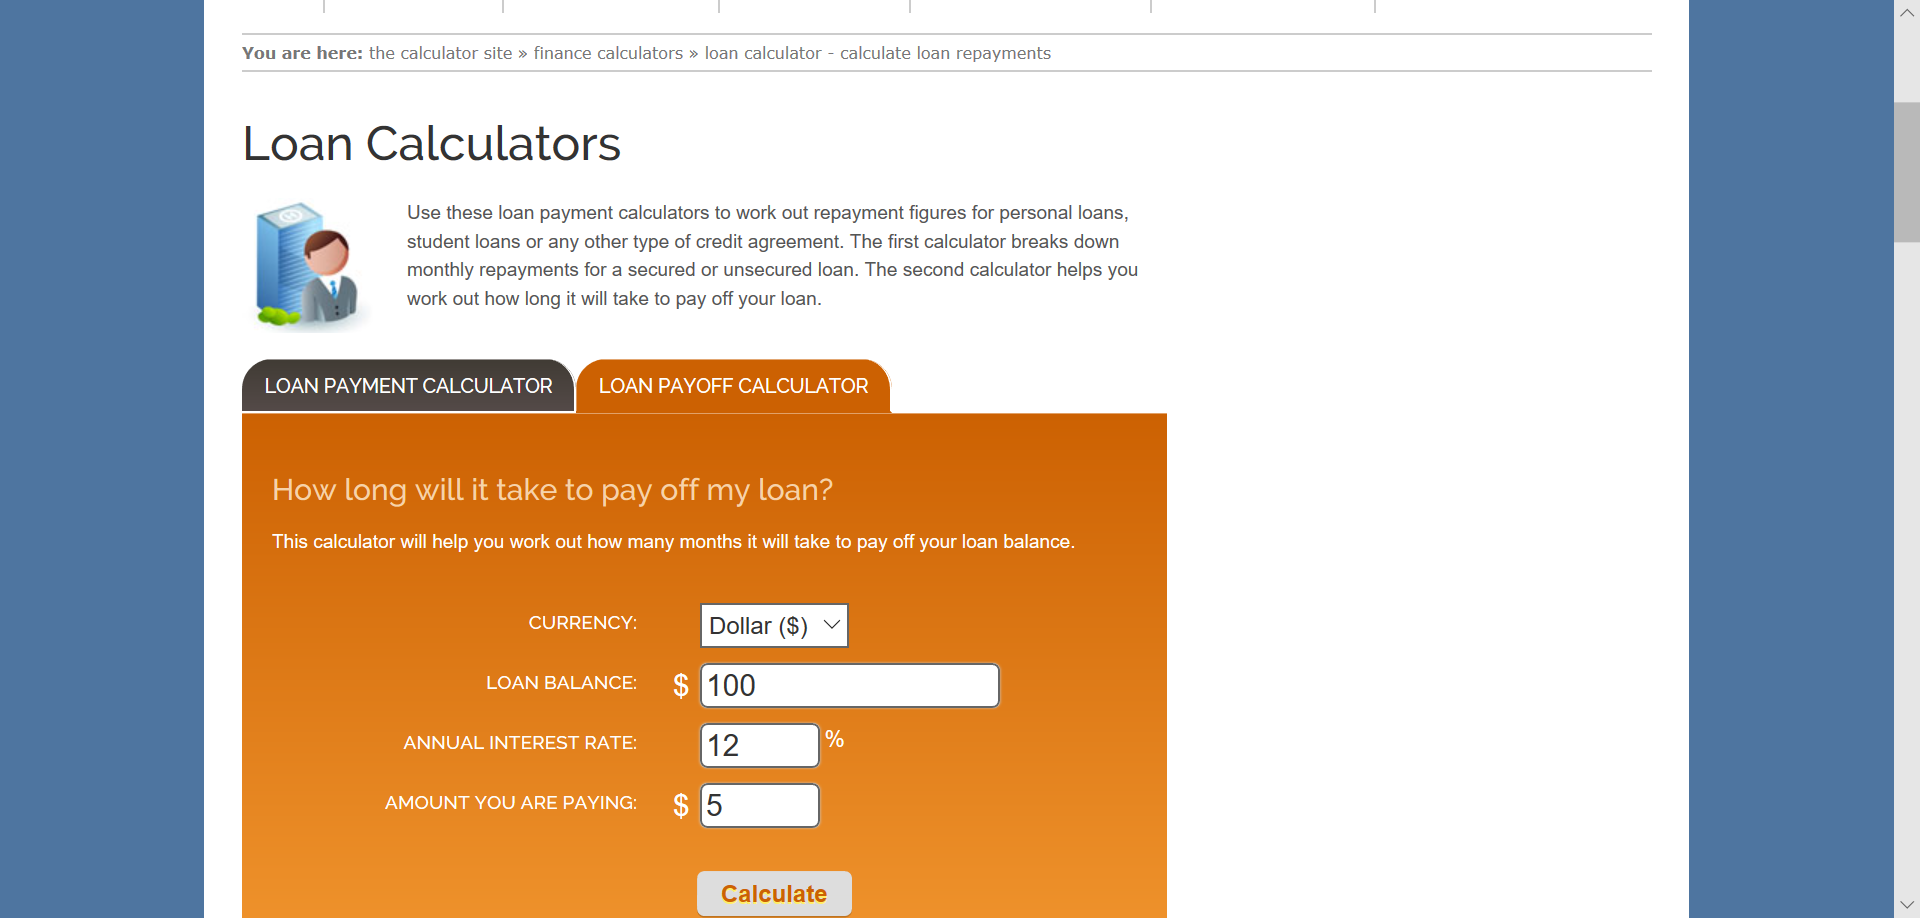 You are here: the calculator site » finance calculators » loan calculator - calculate loan repayments
Loan Calculators
Use these loan payment calculators to work out repayment figures for personal loans,
student loans or any other type of credit agreement. The first calculator breaks down
monthly repayments for a secured or unsecured loan. The second calculator helps you
work out how long it will take to pay off your loan.
LOAN PAYMENT CALCULATOR LOAN PAYOFF CALCULATOR
How long will it take to pay off my loan?
This calculator will help you work out how many months it will take to pay off your loan balance.
CURRENCY: Dollar ($)
LOAN BALANCE: $ 100
ANNUAL INTEREST RATE: 12 %
AMOUNT YOU ARE PAYING: $ 5
Calculate